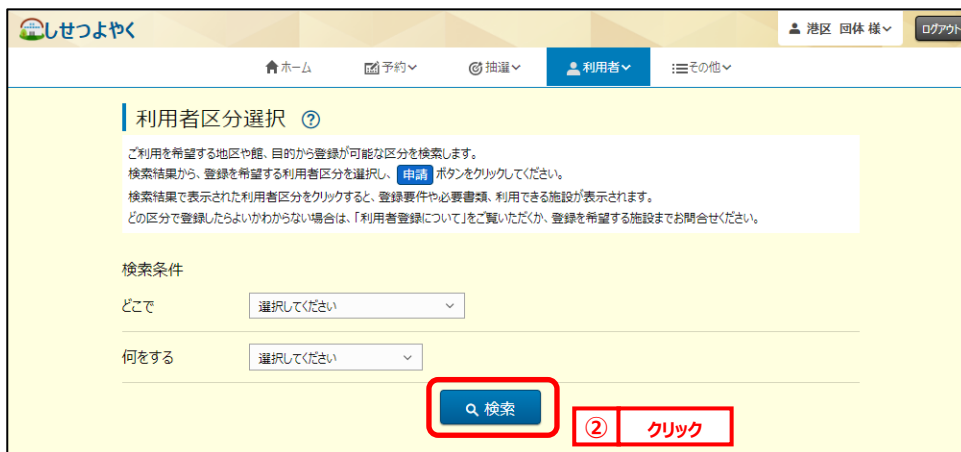 しせつよやく
港区 団体 様
ログアウト
ホーム 予約 抽選 利用者 その他
利用者区分選択 ?
ご利用を希望する地区や館、目的から登録が可能な区分を検索します。
検索結果から、登録を希望する利用者区分を選択し、 申請 ボタンをクリックしてください。
検索結果で表示された利用者区分をクリックすると、登録要件や必要書類、利用できる施設が表示されます。
どの区分で登録したらよいかわからない場合は、「利用者登録について」をご覧いただくか、登録を希望する施設までお問合せください。
検索条件
どこで 選択してください
何をする 選択してください
検索
② クリック